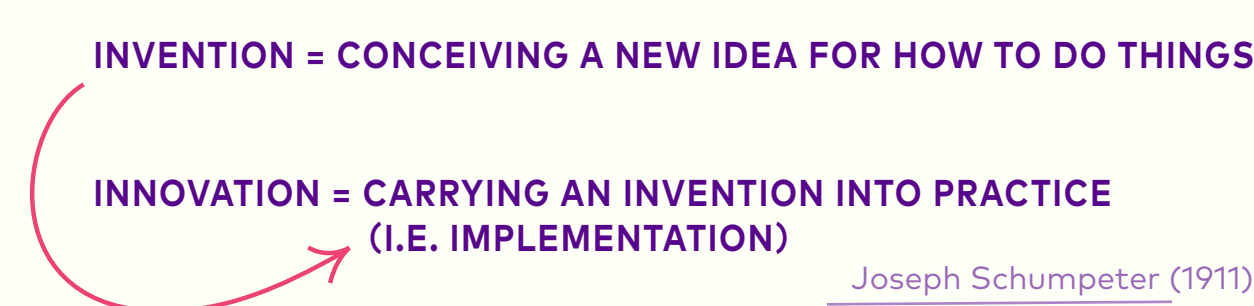 INVENTION = CONCEIVING A NEW IDEA FOR HOW TO DO THINGS
INNOVATION = CARRYING AN INVENTION INTO PRACTICE
(I.E. IMPLEMENTATION)
Joseph Schumpeter (1911)